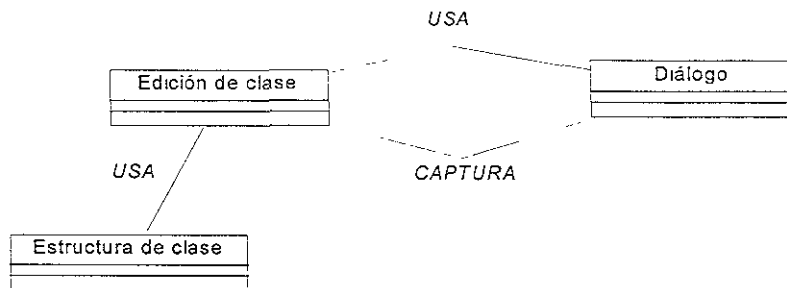 USA
Edición de clase
Diálogo
USA
CAPTURA
Estructura de clase